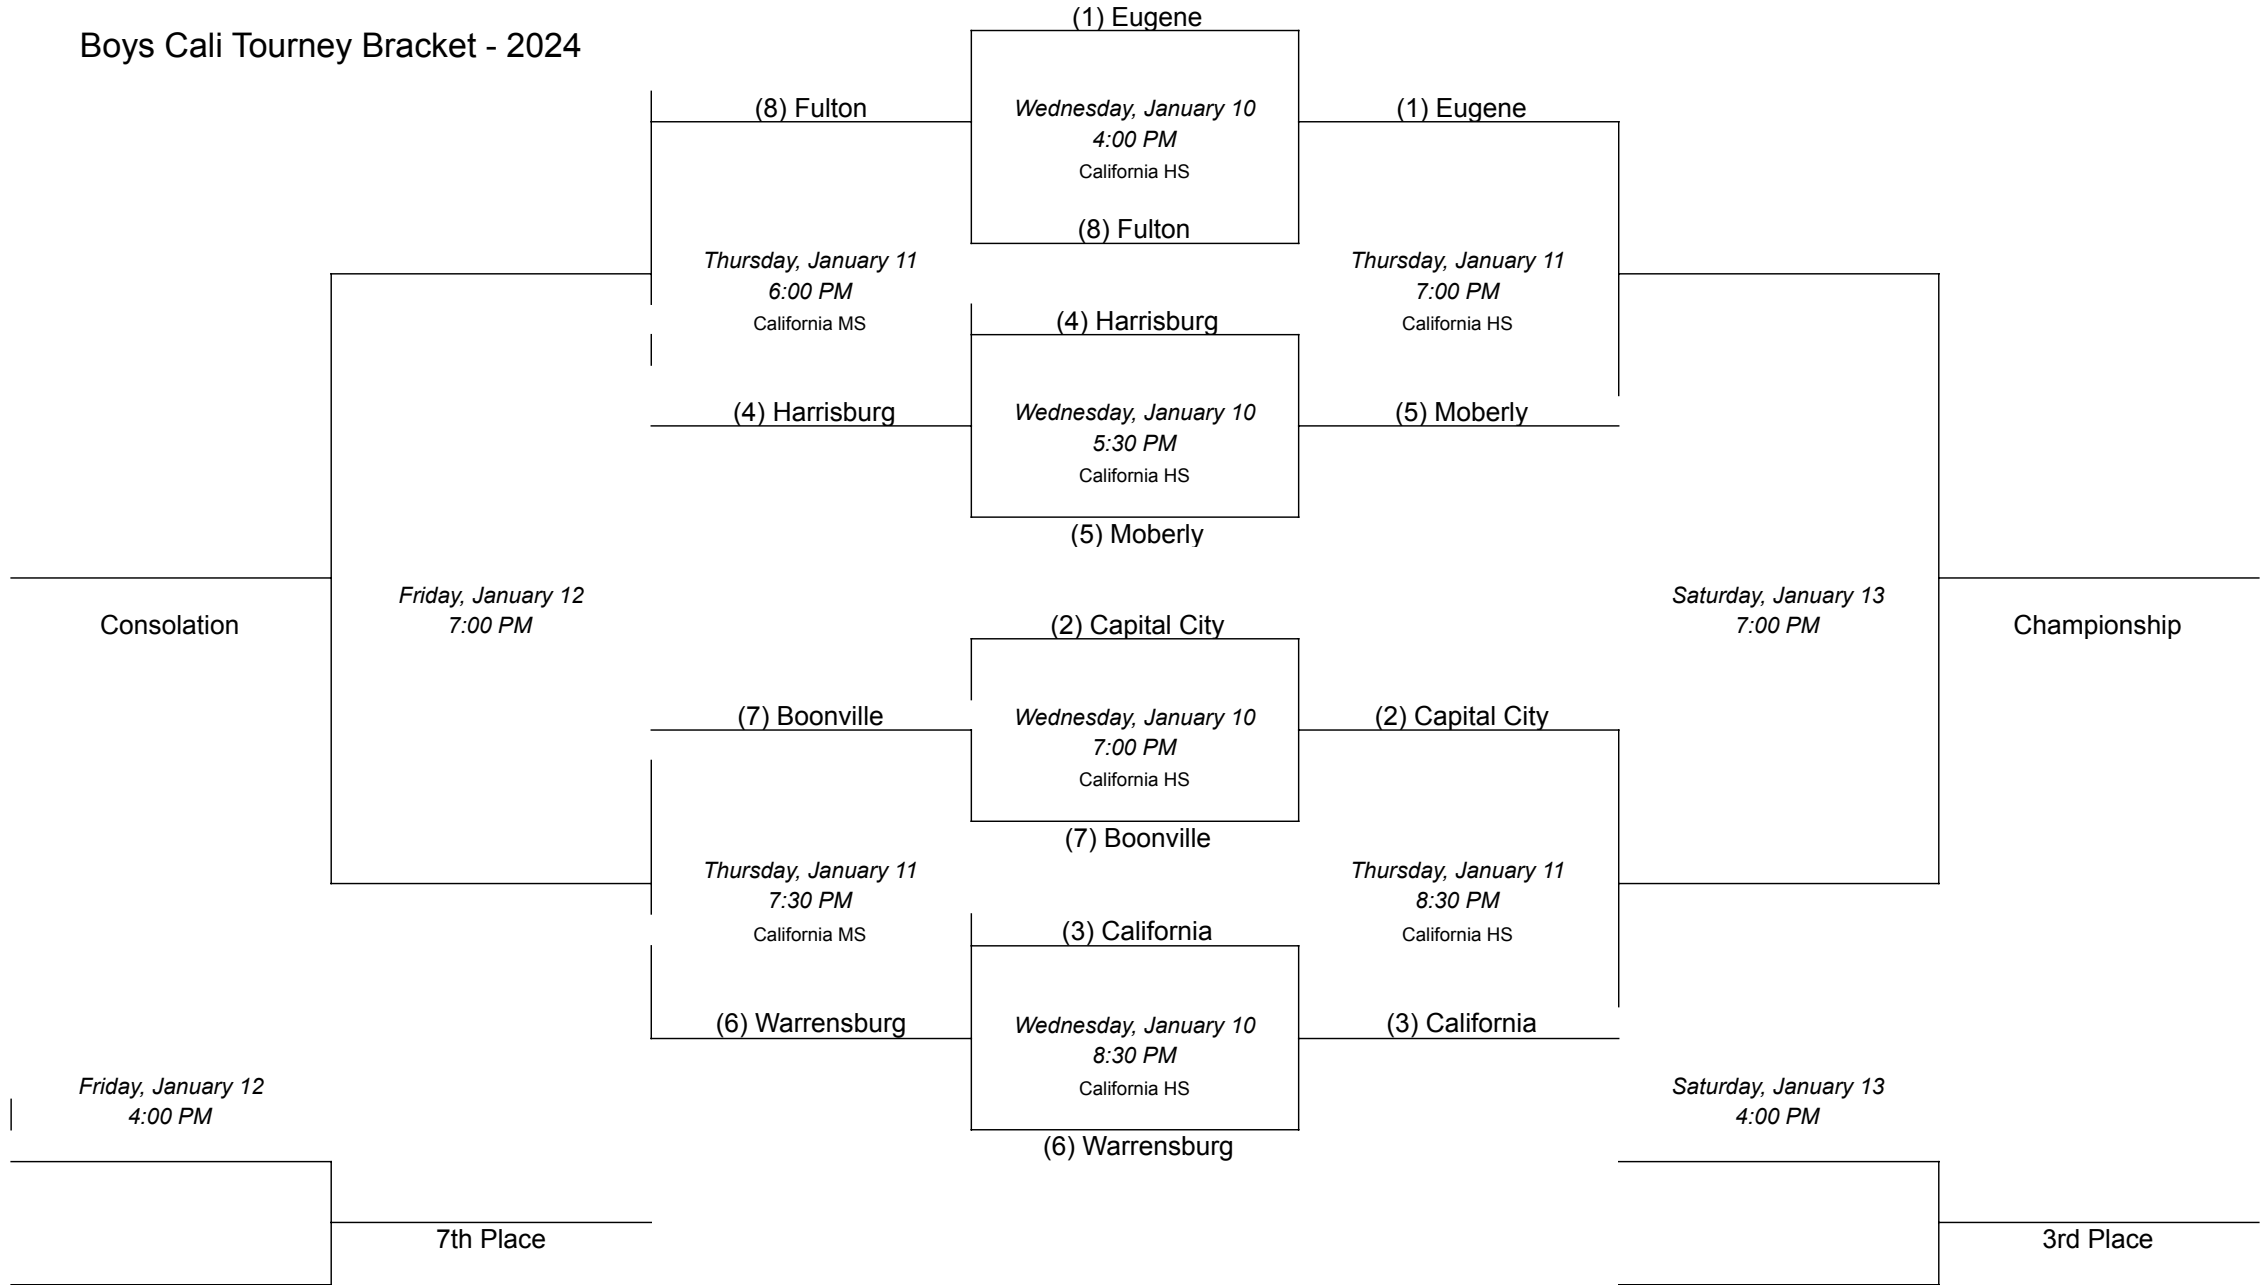 Boys Cali Tourney Bracket - 2024
(1) Eugene
(8) Fulton
Wednesday, January 10
4:00 PM
California HS
(1) Eugene
(8) Fulton
Thursday, January 11
6:00 PM
California MS
Thursday, January 11
7:00 PM
California HS
(4) Harrisburg
(4) Harrisburg
Wednesday, January 10
5:30 PM
California HS
(5) Moberly
(5) Moberly
Consolation
Friday, January 12
7:00 PM
Saturday, January 13
7:00 PM
Championship
(2) Capital City
(7) Boonville
Wednesday, January 10
7:00 PM
California HS
(2) Capital City
(7) Boonville
Thursday, January 11
7:30 PM
California MS
Thursday, January 11
8:30 PM
California HS
(3) California
(6) Warrensburg
Wednesday, January 10
8:30 PM
California HS
(3) California
(6) Warrensburg
Friday, January 12
4:00 PM
Saturday, January 13
4:00 PM
7th Place
3rd Place